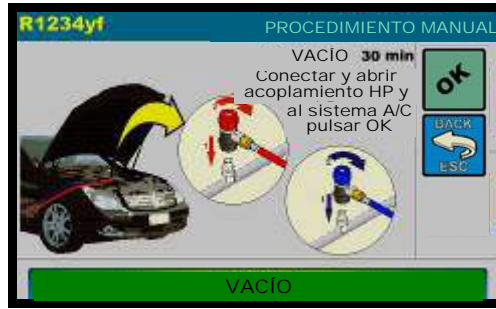 R1234yf
PROCEDIMIENTO MANUAL
VACÍO 30 min
Conectar y abrir
acoplamiento HP y
al sistema A/C
pulsar OK
OK
BACK
ESC
VACÍO